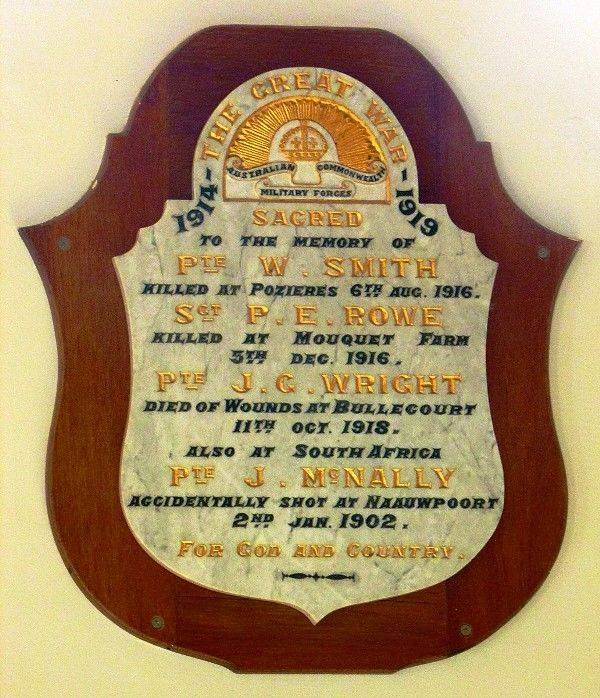 THE GREAT WAR
1914 - - 1919
AUSTRALIAN COMMONWEALTH
MILITARY FORCES
SACRED
TO THE MEMORY OF
PTE W. SMITH
KILLED AT POZIERES 6TH AUG. 1916.
SGT P. E. ROWE
KILLED AT MOUQUET FARM
5TH DEC. 1916.
PTE J. G. WRIGHT
DIED OF WOUNDS AT BULLECOURT
11TH OCT. 1918.
ALSO AT SOUTH AFRICA
PTE J. MCNALLY
ACCIDENTALLY SHOT AT NAAUWPOORT
2ND JAN. 1902.
FOR GOD AND COUNTRY.